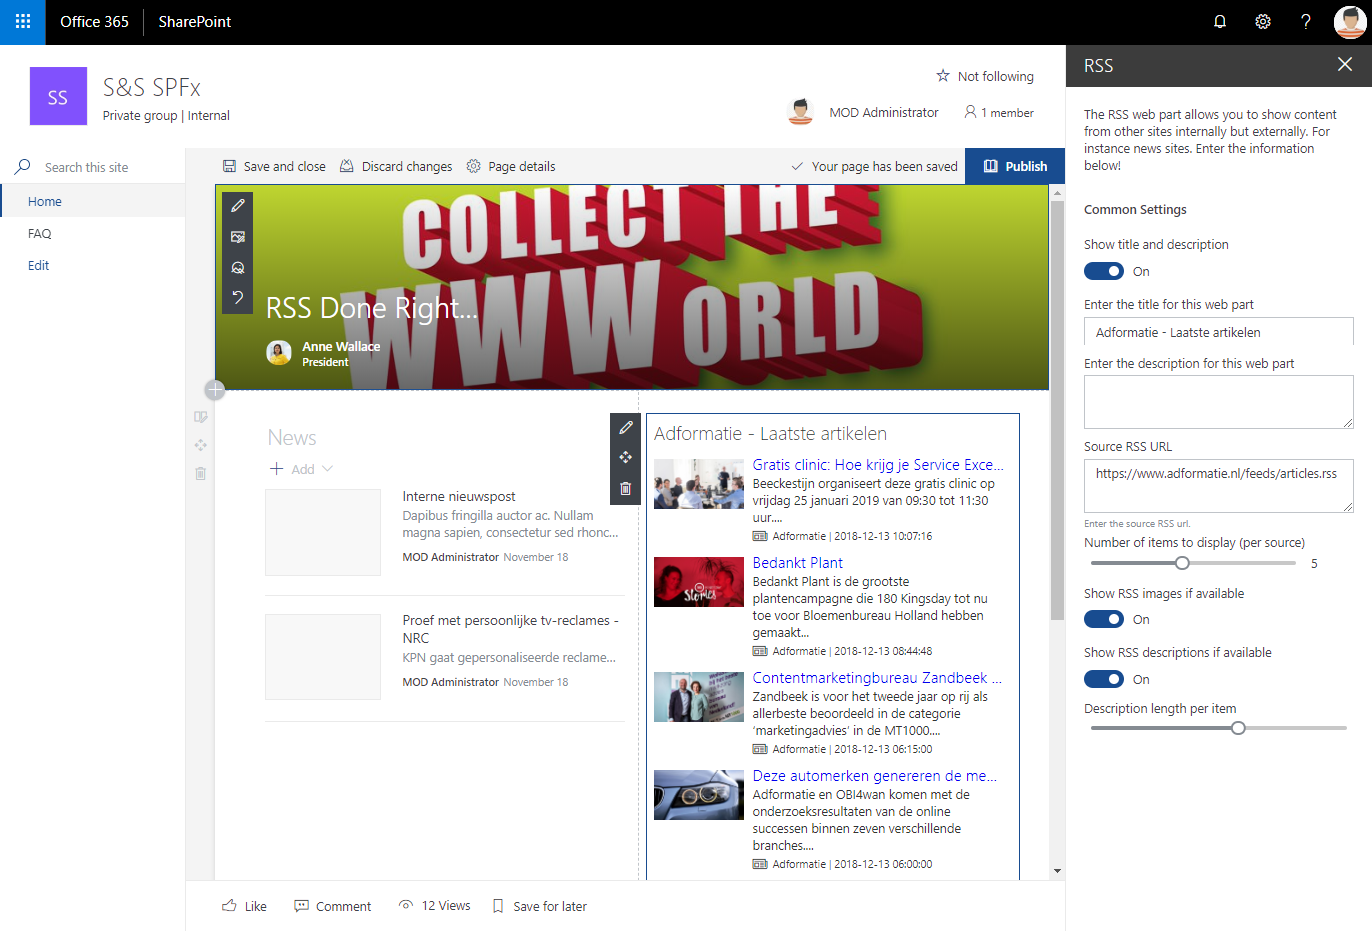 Office 365
SharePoint
SS
S&S SPFx
Private group | Internal
Not following
MOD Administrator
1 member
Search this site
Home
FAQ
Edit
Save and close
Discard changes
Page details
Your page has been saved
Publish
COLLECT THE
WWWORLD
RSS Done Right...
Anne Wallace
President
News
Add
Interne nieuwspost
Dapibus fringilla auctor ac. Nullam
magna sapien, consectetur sed rhonc...
MOD Administrator November 18
Proef met persoonlijke tv-reclames -
NRC
KPN gaat gepersonaliseerde reclame...
MOD Administrator November 18
Adformatie - Laatste artikelen
Gratis clinic: Hoe krijg je Service Exce...
Beeckestijn organiseert deze gratis clinic op
vrijdag 25 januari 2019 van 09:30 tot 11:30
uur....
Adformatie | 2018-12-13 10:07:16
Stories
Bedankt Plant
Bedankt Plant is de grootste
plantencampagne die 180 Kingsday tot nu
toe voor Bloemenbureau Holland hebben
gemaakt...
Adformatie | 2018-12-13 08:44:48
Contentmarketingbureau Zandbeek ...
Zandbeek is voor het tweede jaar op rij als
allerbeste beoordeeld in de categorie
‘marketingadvies’ in de MT1000....
Adformatie | 2018-12-13 06:15:00
Deze automerken genereren de me...
Adformatie en OBI4wan komen met de
onderzoeksresultaten van de online
successen binnen zeven verschillende
branches....
Adformatie | 2018-12-13 06:00:00
Like
Comment
12 Views
Save for later
RSS
The RSS web part allows you to show content
from other sites internally but externally. For
instance news sites. Enter the information
below!
Common Settings
Show title and description
On
Enter the title for this web part
Adformatie - Laatste artikelen
Enter the description for this web part
Source RSS URL
https://www.adformatie.nl/feeds/articles.rss
Enter the source RSS url.
Number of items to display (per source)
5
Show RSS images if available
On
Show RSS descriptions if available
On
Description length per item